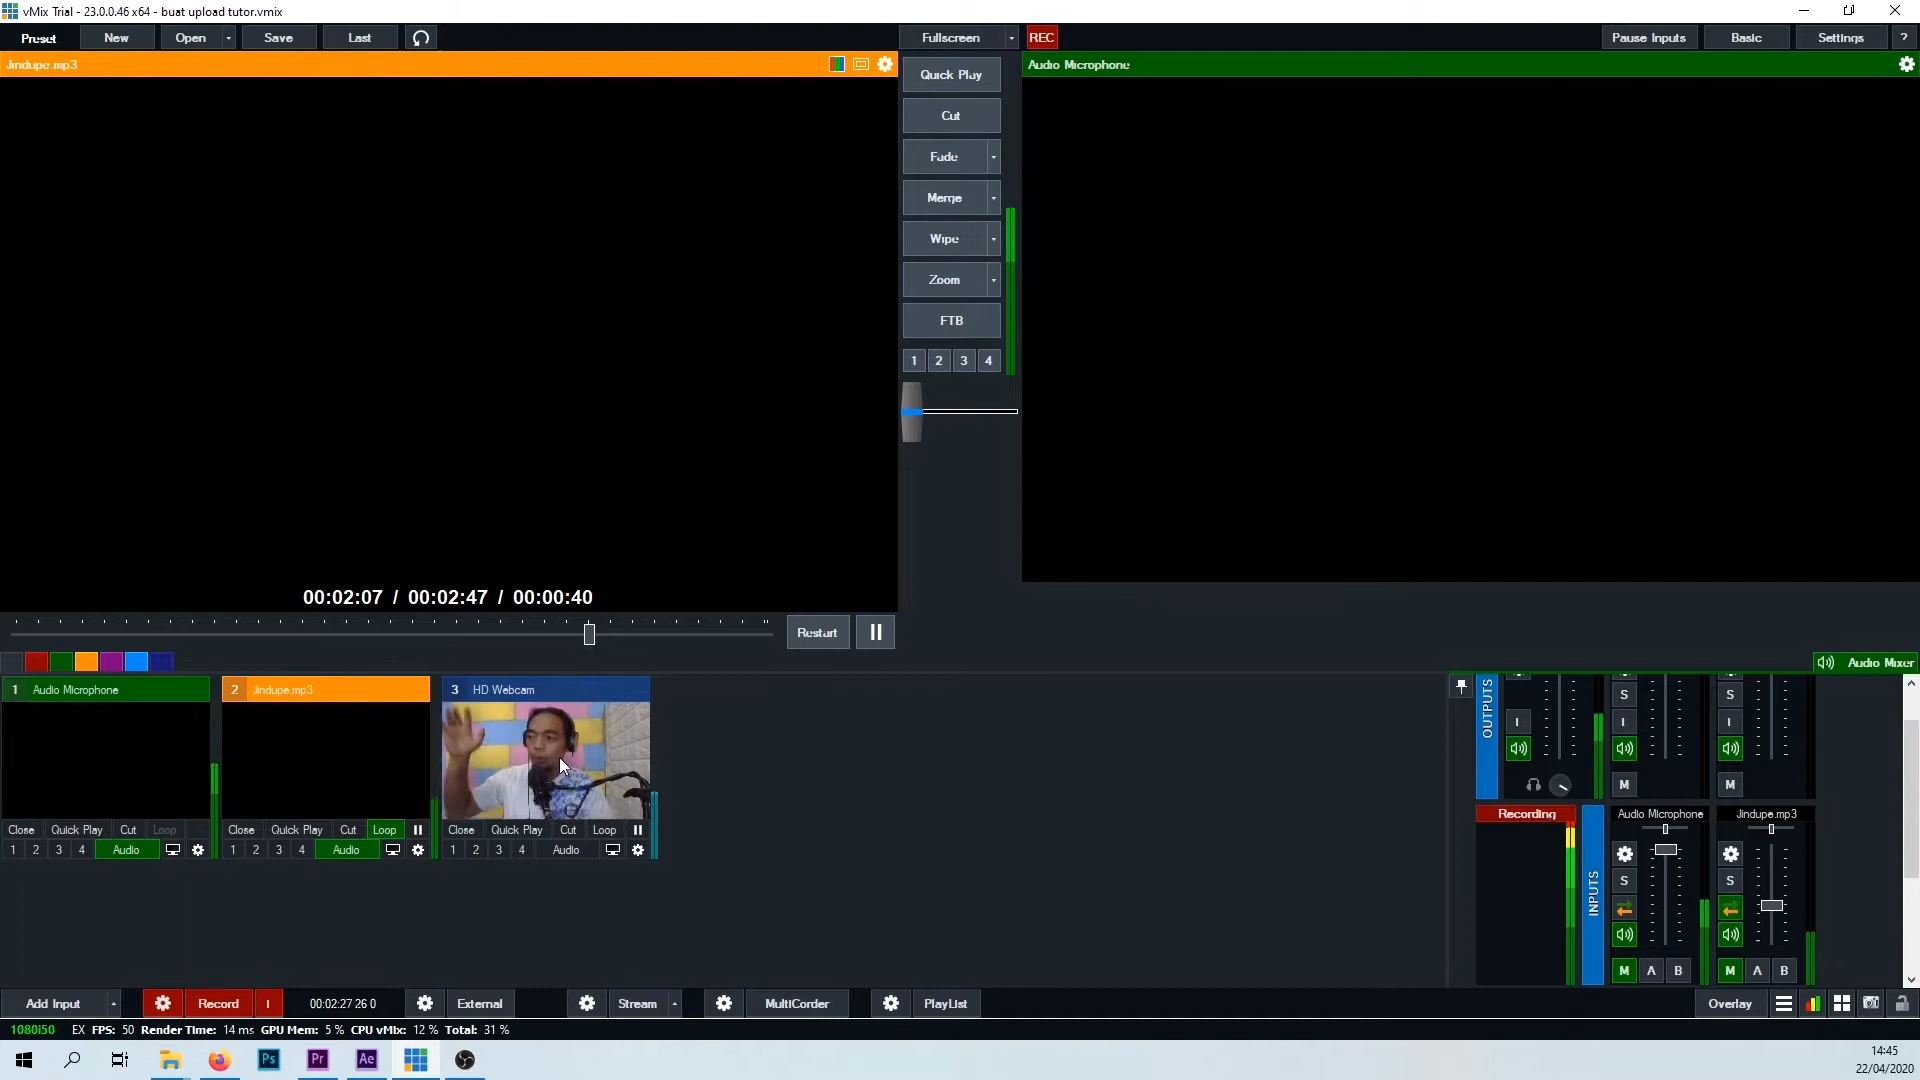 vMix Trial - 23.0.0.46 x64 - buat upload tutor.vmix
Preset New Open Save Last Fullscreen REC Pause Inputs Basic Settings ?
Jindupe.mp3
Audio Microphone
Quick Play
Cut
Fade
Merge
Wipe
Zoom
FTB
1 2 3 4
00:02:07 / 00:02:47 / 00:00:40
Restart
Audio Mixer
1 Audio Microphone
2 Jindupe.mp3
3 HD Webcam
Close Quick Play Cut Loop
1 2 3 4 Audio
Close Quick Play Cut Loop
1 2 3 4 Audio
Close Quick Play Cut Loop
1 2 3 4 Audio
OUTPUTS
S S
I I I
M M
Recording
INPUTS
Audio Microphone Jindupe.mp3
S S
M A B M A B
Add Input Record I 00:02:27 26 0 External Stream MultiCorder PlayList Overlay
1080i50 EX FPS: 50 Render Time: 14 ms GPU Mem: 5 % CPU vMix: 12 % Total: 31 %
Ps Pr Ae
14:45
22/04/2020